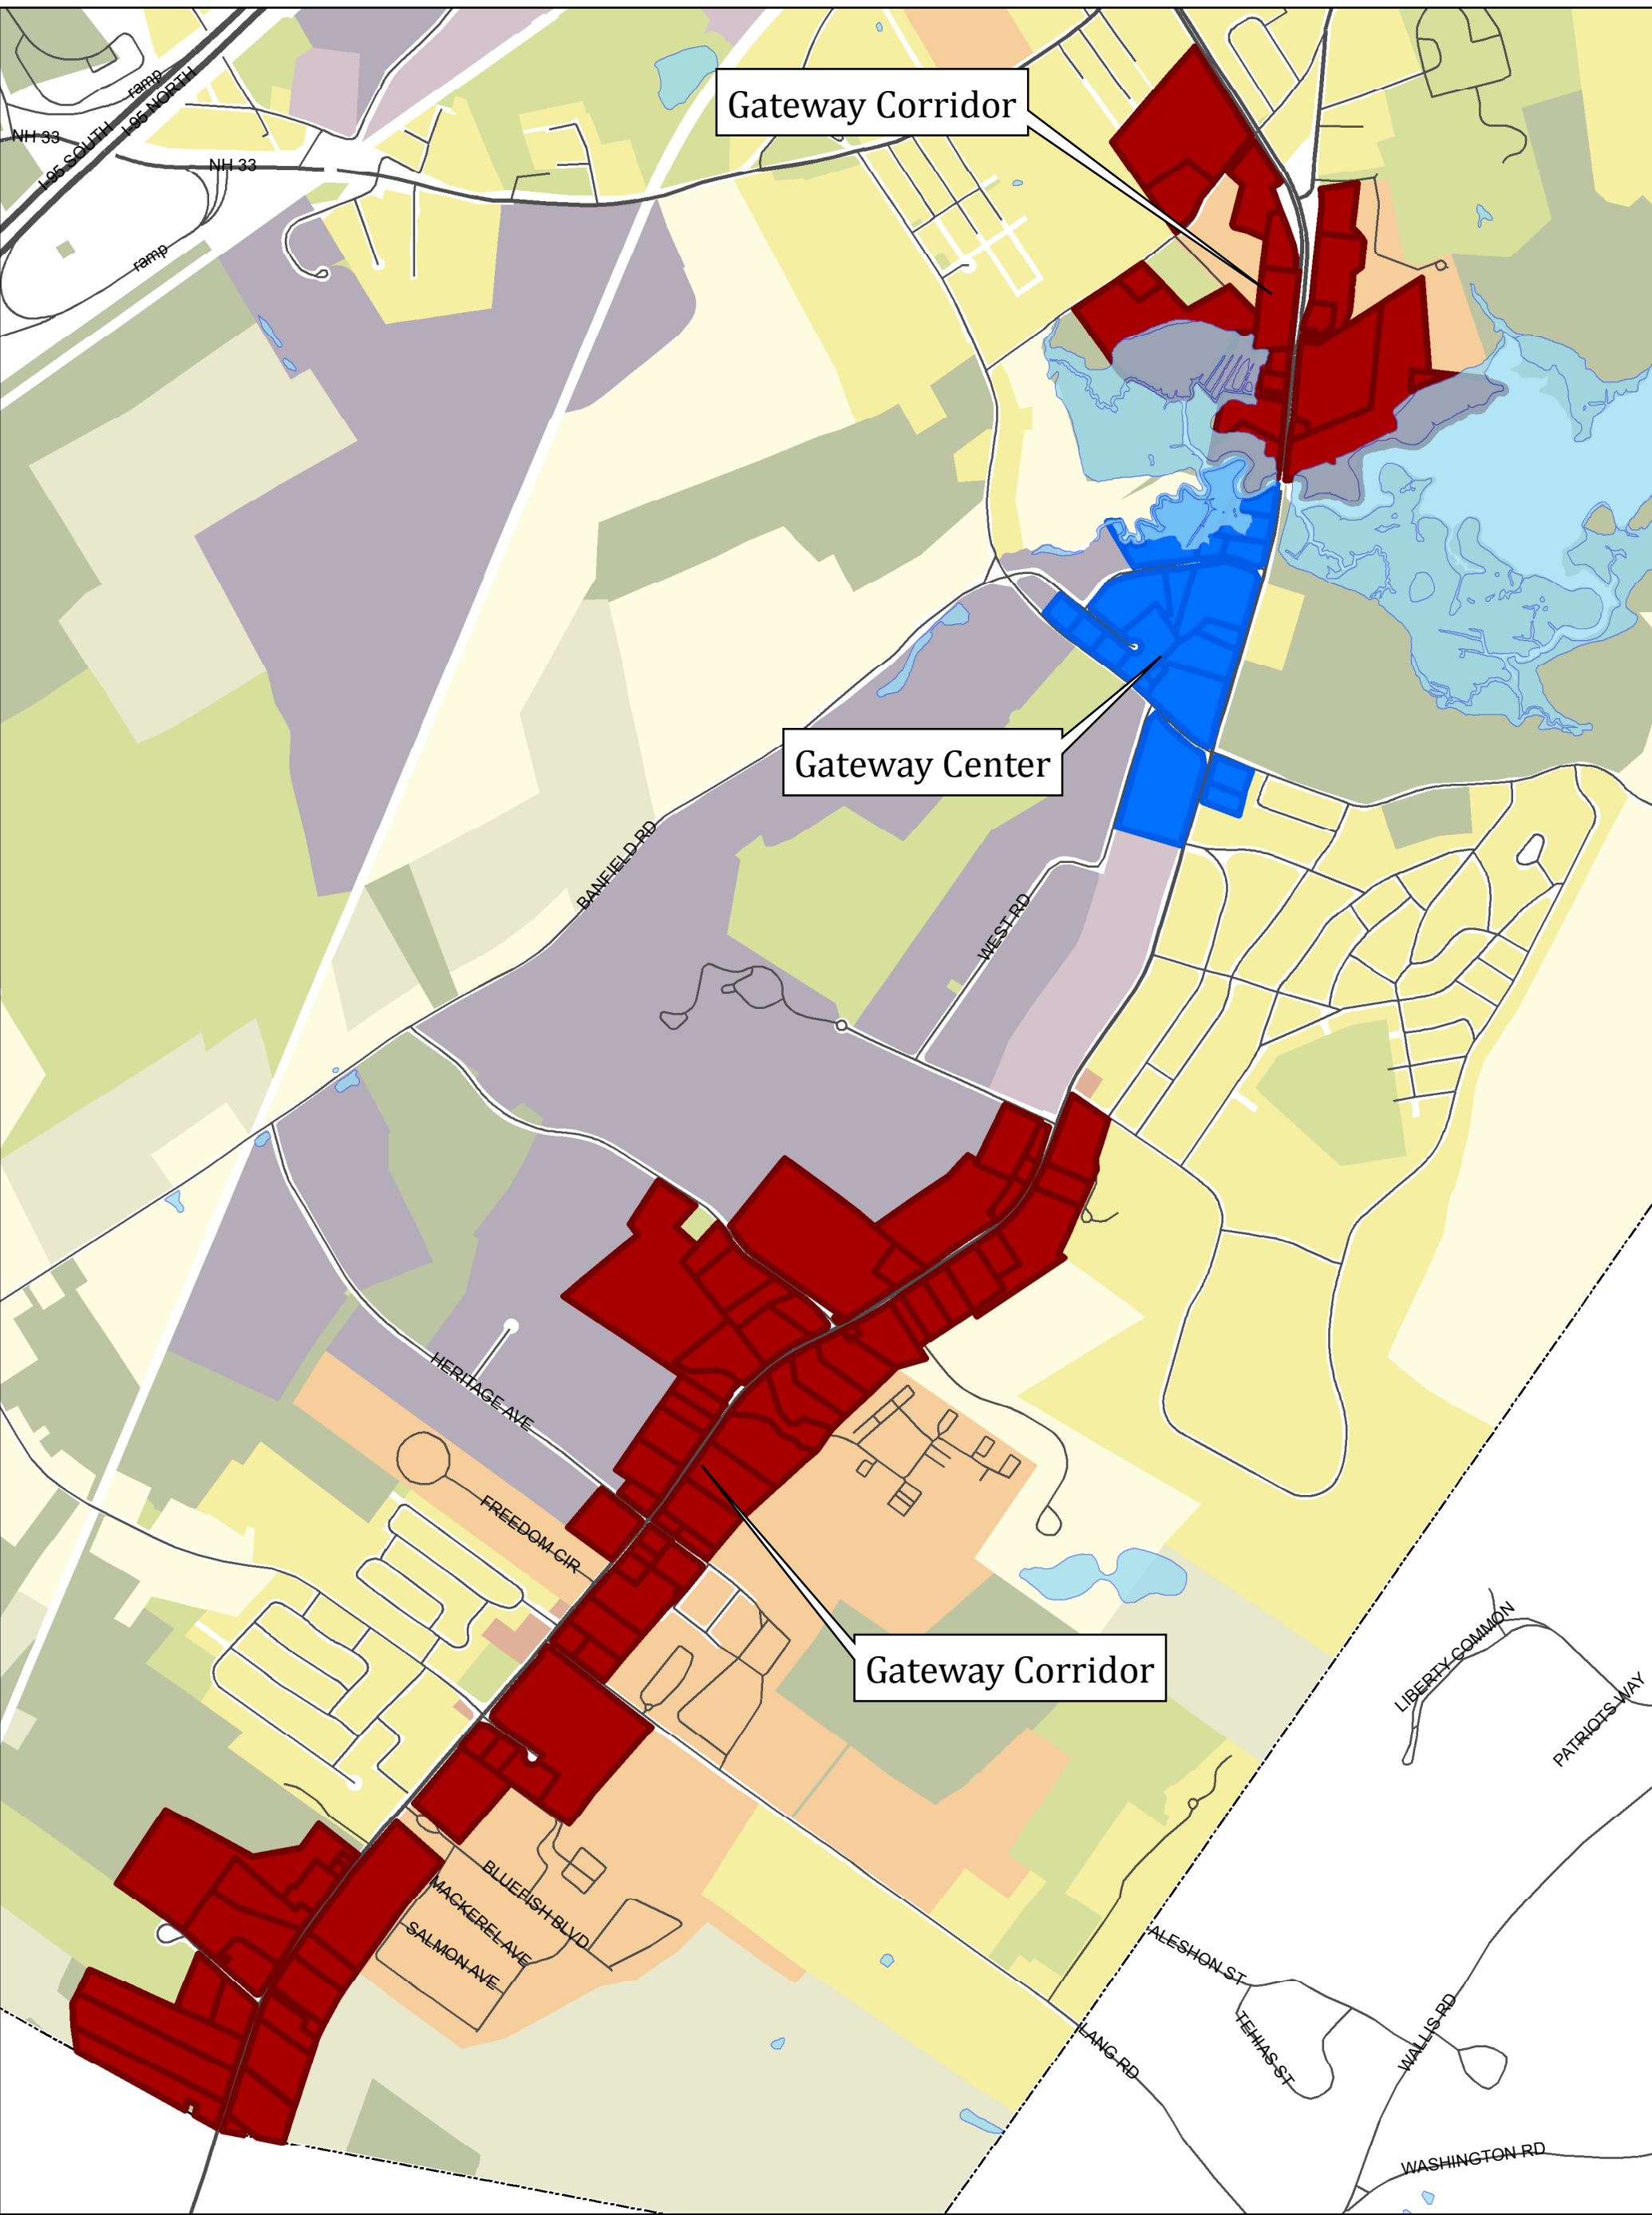 ramp
I-95 NORTH
I-95 SOUTH
NH 33
NH 33
ramp
Gateway Corridor
Gateway Center
BANFIELD RD
WEST RD
HERITAGE AVE
FREEDOM CIR
Gateway Corridor
LIBERTY COMMON
PATRIOTS WAY
BLUEFISH BLVD
MACKEREL AVE
SALMON AVE
ALESHON ST
TEHIAS ST
WALLIS RD
LANG RD
WASHINGTON RD